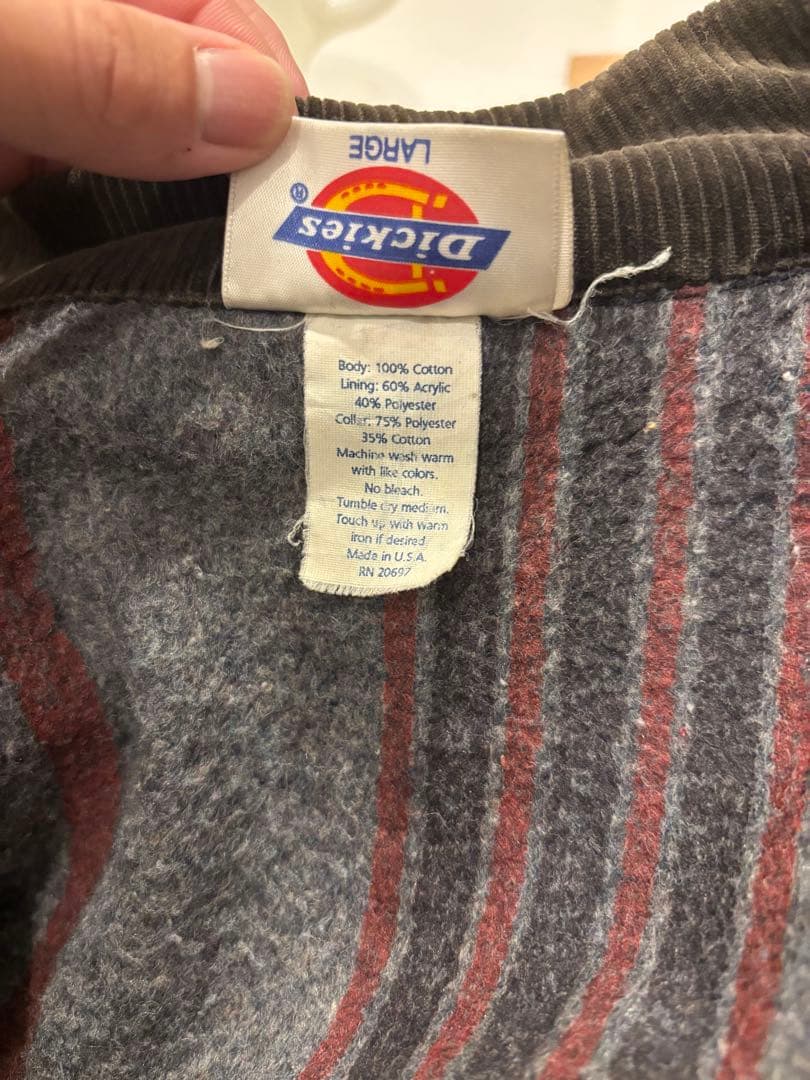 LARGE
Dickies®
Body: 100% Cotton
Lining: 60% Acrylic
40% Polyester
Collar: 75% Polyester
35% Cotton
Machine wash warm
with like colors.
No bleach.
Tumble dry medium.
Touch up with warm
iron if desired.
Made in U.S.A.
RN 20697